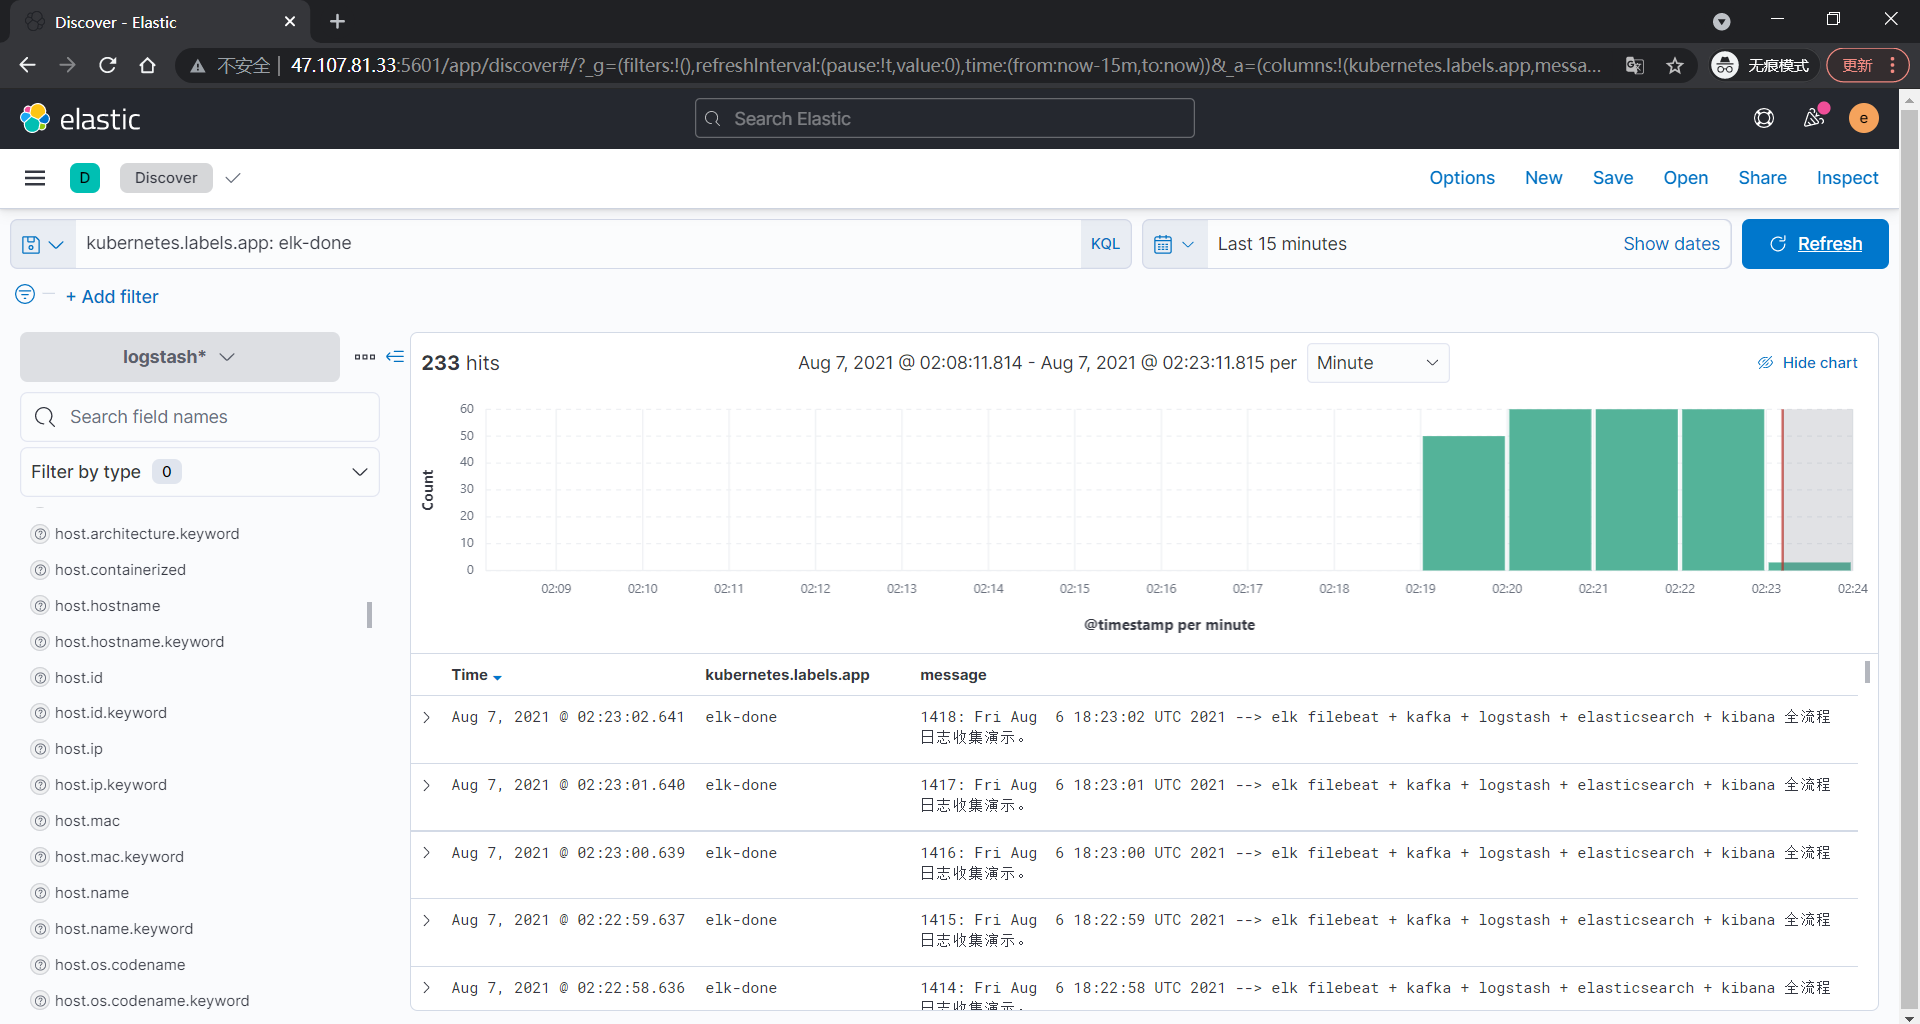 Discover - Elastic
不安全 47.107.81.33:5601/app/discover#/?_g=(filters:!(),refreshInterval:(pause:!t,value:0),time:(from:now-15m,to:now))&_a=(columns:!(kubernetes.labels.app,messa... 无痕模式 更新
elastic Search Elastic e
D Discover Options New Save Open Share Inspect
kubernetes.labels.app: elk-done KQL Last 15 minutes Show dates Refresh
+ Add filter
logstash*
Search field names
Filter by type 0
host.architecture.keyword
host.containerized
host.hostname
host.hostname.keyword
host.id
host.id.keyword
host.ip
host.ip.keyword
host.mac
host.mac.keyword
host.name
host.name.keyword
host.os.codename
host.os.codename.keyword
233 hits Aug 7, 2021 @ 02:08:11.814 - Aug 7, 2021 @ 02:23:11.815 per Minute Hide chart
Count
60
50
40
30
20
10
0
02:09 02:10 02:11 02:12 02:13 02:14 02:15 02:16 02:17 02:18 02:19 02:20 02:21 02:22 02:23 02:24
@timestamp per minute
Time kubernetes.labels.app message
Aug 7, 2021 @ 02:23:02.641 elk-done 1418: Fri Aug  6 18:23:02 UTC 2021 --> elk filebeat + kafka + logstash + elasticsearch + kibana 全流程
日志收集演示。
Aug 7, 2021 @ 02:23:01.640 elk-done 1417: Fri Aug  6 18:23:01 UTC 2021 --> elk filebeat + kafka + logstash + elasticsearch + kibana 全流程
日志收集演示。
Aug 7, 2021 @ 02:23:00.639 elk-done 1416: Fri Aug  6 18:23:00 UTC 2021 --> elk filebeat + kafka + logstash + elasticsearch + kibana 全流程
日志收集演示。
Aug 7, 2021 @ 02:22:59.637 elk-done 1415: Fri Aug  6 18:22:59 UTC 2021 --> elk filebeat + kafka + logstash + elasticsearch + kibana 全流程
日志收集演示。
Aug 7, 2021 @ 02:22:58.636 elk-done 1414: Fri Aug  6 18:22:58 UTC 2021 --> elk filebeat + kafka + logstash + elasticsearch + kibana 全流程
日志收集演示。